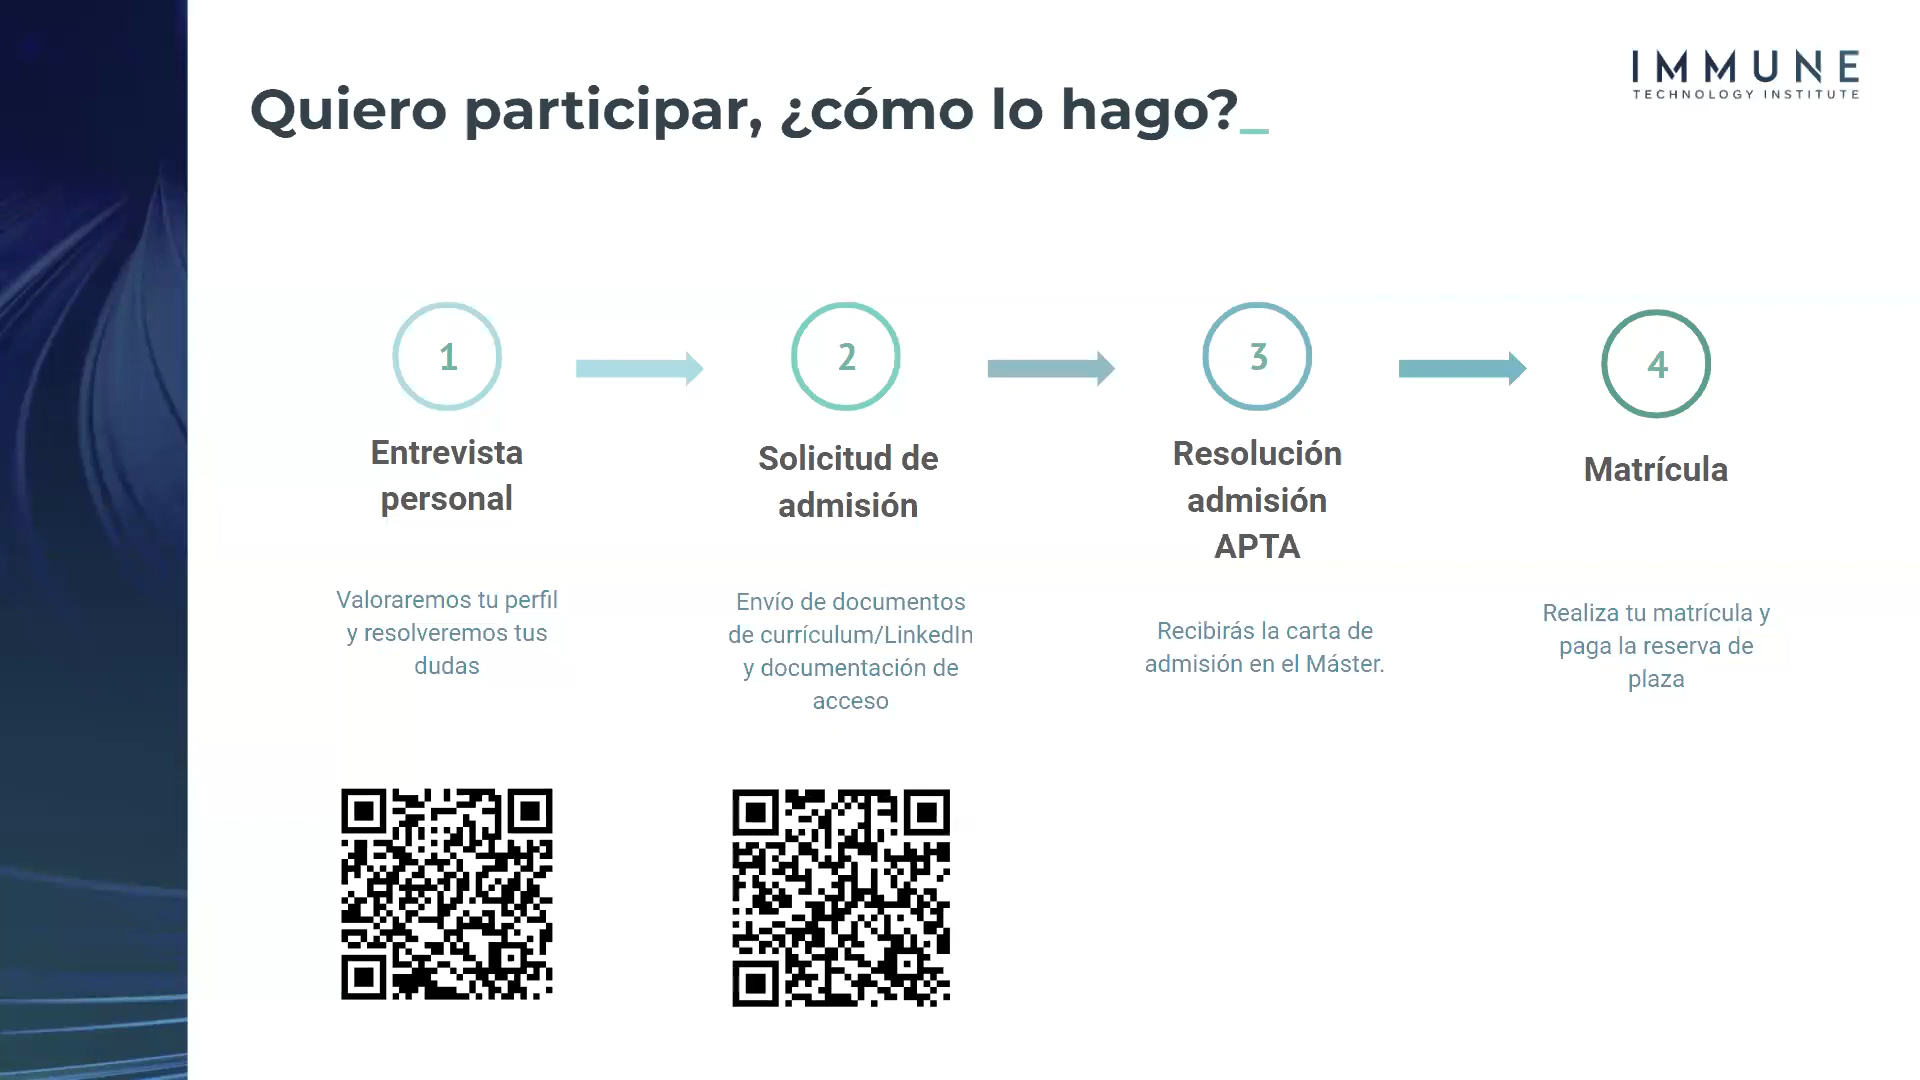 IMMUNE
TECHNOLOGY INSTITUTE
Quiero participar, ¿cómo lo hago?_
1
Entrevista
personal
Valoraremos tu perfil
y resolveremos tus
dudas
2
Solicitud de
admisión
Envío de documentos
de currículum/LinkedIn
y documentación de
acceso
3
Resolución
admisión
APTA
Recibirás la carta de
admisión en el Máster.
4
Matrícula
Realiza tu matrícula y
paga la reserva de
plaza